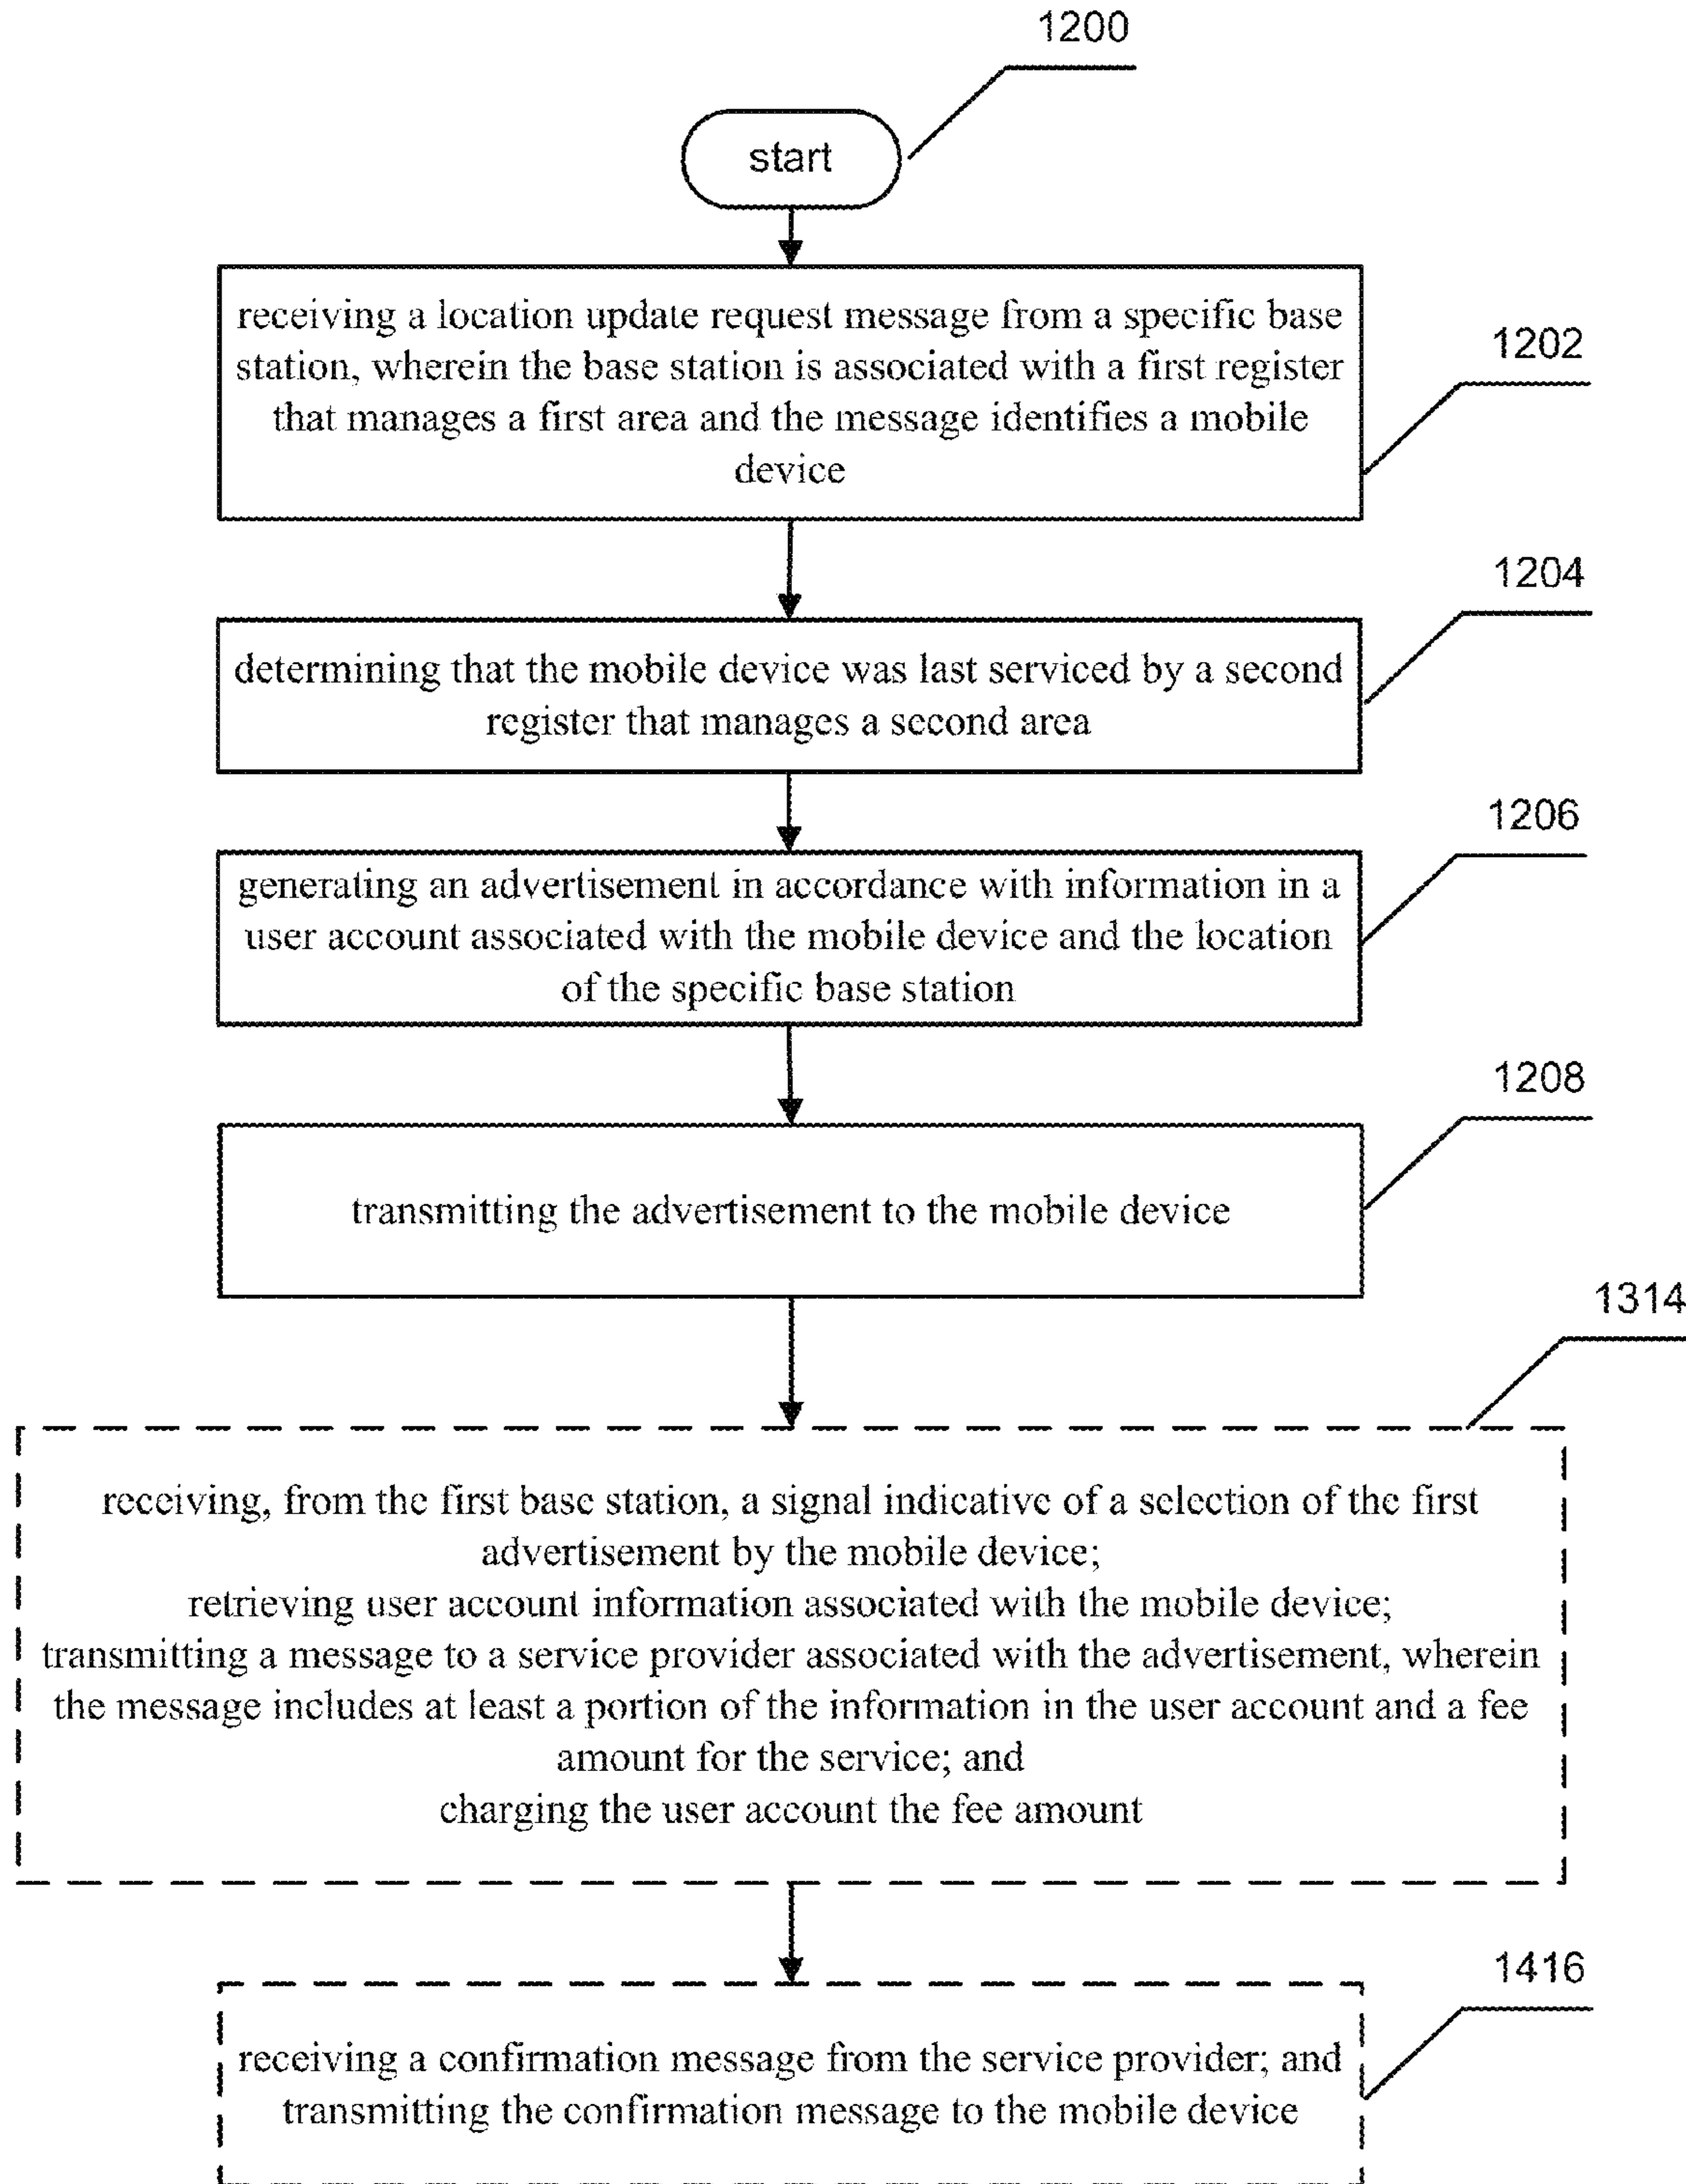 1200
start
receiving a location update request message from a specific base
station, wherein the base station is associated with a first register
that manages a first area and the message identifies a mobile
device
1202
determining that the mobile device was last serviced by a second
register that manages a second area
1204
generating an advertisement in accordance with information in a
user account associated with the mobile device and the location
of the specific base station
1206
transmitting the advertisement to the mobile device
1208
1314
receiving, from the first base station, a signal indicative of a selection of the first
advertisement by the mobile device;
retrieving user account information associated with the mobile device;
transmitting a message to a service provider associated with the advertisement, wherein
the message includes at least a portion of the information in the user account and a fee
amount for the service; and
charging the user account the fee amount
1416
receiving a confirmation message from the service provider; and
transmitting the confirmation message to the mobile device